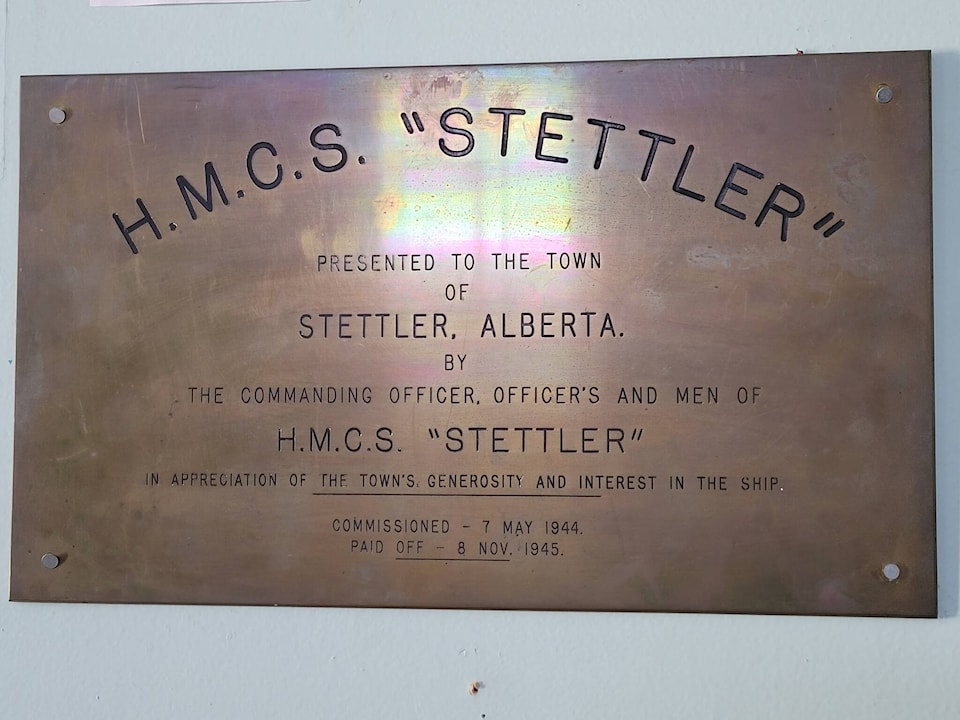 H.M.C.S. "STETTLER"
PRESENTED TO THE TOWN
OF
STETTLER, ALBERTA.
BY
THE COMMANDING OFFICER, OFFICER'S AND MEN OF
H.M.C.S. "STETTLER"
IN APPRECIATION OF THE TOWN'S, GENEROSITY AND INTEREST IN THE SHIP.
COMMISSIONED - 7 MAY 1944.
PAID OFF - 8 NOV. 1945.